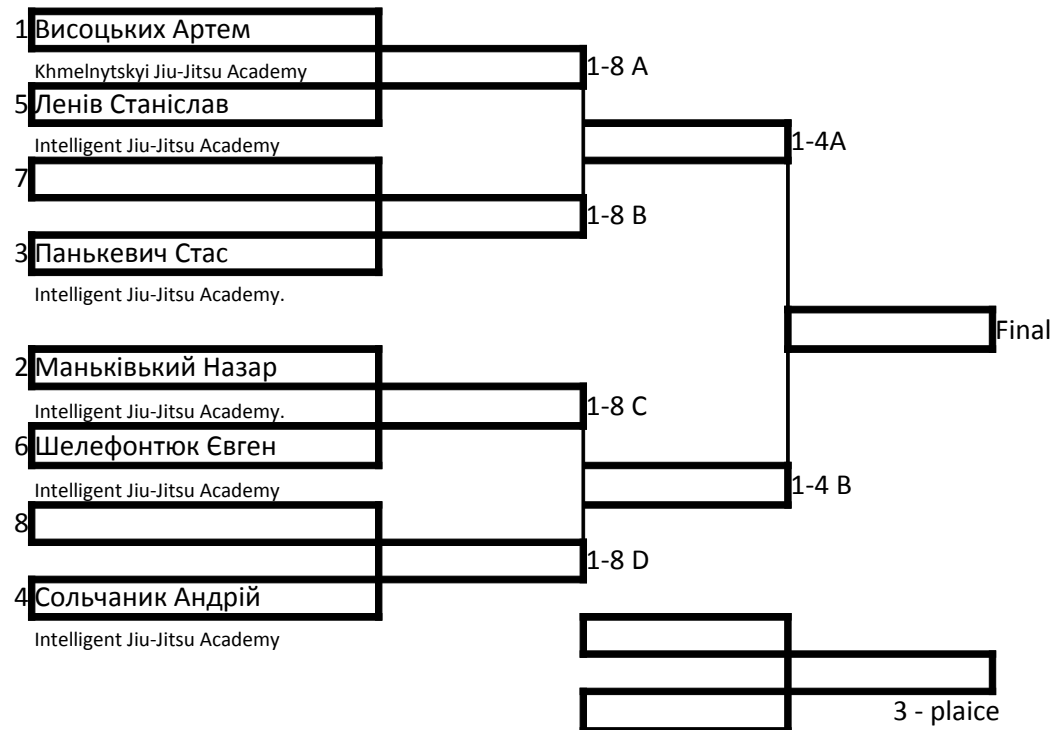 1 Висоцьких Артем
Khmelnytskyi Jiu-Jitsu Academy
1-8 A
5 Ленів Станіслав
Intelligent Jiu-Jitsu Academy
1-4A
7
1-8 B
3 Панькевич Стас
Intelligent Jiu-Jitsu Academy.
Final
2 Маньківький Назар
Intelligent Jiu-Jitsu Academy.
1-8 C
6 Шелефонтюк Євген
Intelligent Jiu-Jitsu Academy
1-4 B
8
1-8 D
4 Сольчаник Андрій
Intelligent Jiu-Jitsu Academy
3 - plaice